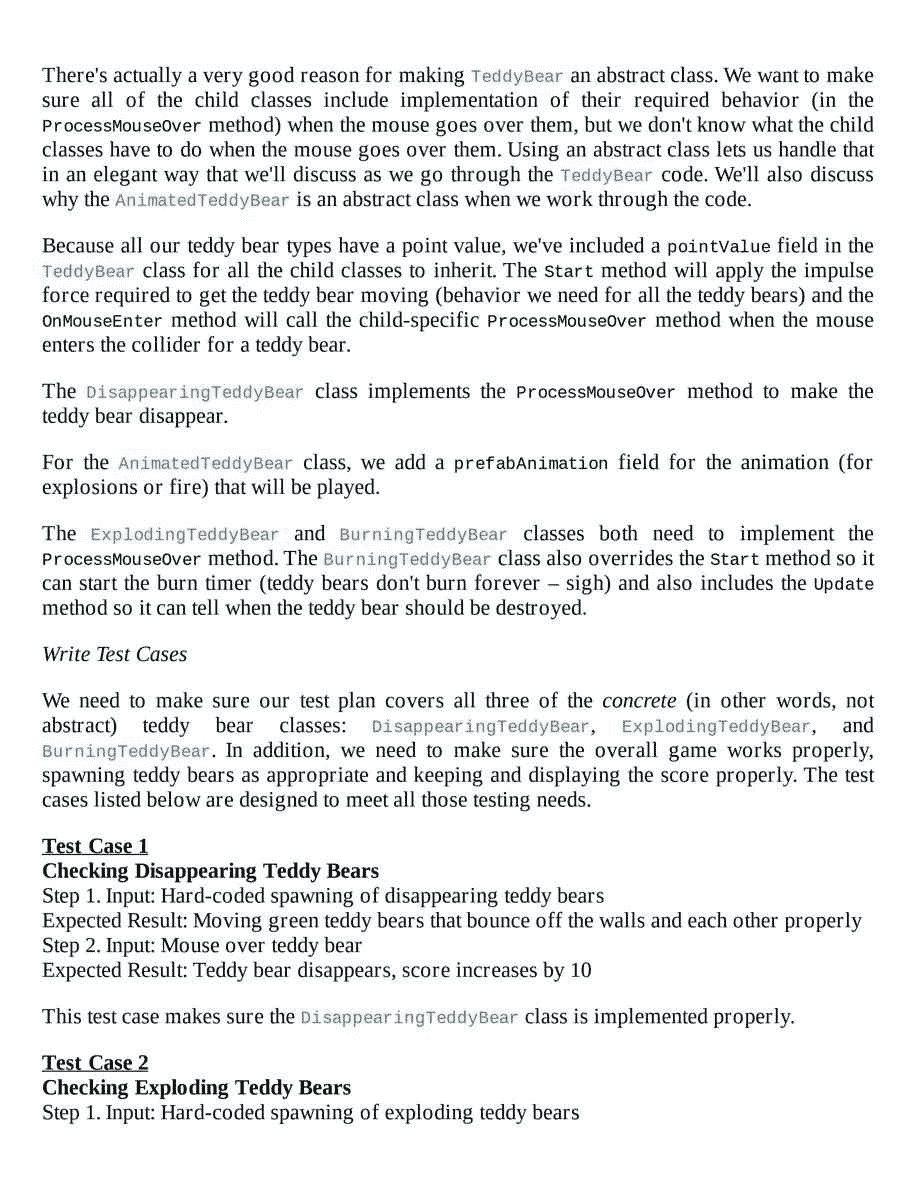 There's actually a very good reason for making TeddyBear an abstract class. We want to make
sure all of the child classes include implementation of their required behavior (in the
ProcessMouseOver method) when the mouse goes over them, but we don't know what the child
classes have to do when the mouse goes over them. Using an abstract class lets us handle that
in an elegant way that we'll discuss as we go through the TeddyBear code. We'll also discuss
why the AnimatedTeddyBear is an abstract class when we work through the code.
Because all our teddy bear types have a point value, we've included a pointValue field in the
TeddyBear class for all the child classes to inherit. The Start method will apply the impulse
force required to get the teddy bear moving (behavior we need for all the teddy bears) and the
OnMouseEnter method will call the child-specific ProcessMouseOver method when the mouse
enters the collider for a teddy bear.
The DisappearingTeddyBear class implements the ProcessMouseOver method to make the
teddy bear disappear.
For the AnimatedTeddyBear class, we add a prefabAnimation field for the animation (for
explosions or fire) that will be played.
The ExplodingTeddyBear and BurningTeddyBear classes both need to implement the
ProcessMouseOver method. The BurningTeddyBear class also overrides the Start method so it
can start the burn timer (teddy bears don't burn forever – sigh) and also includes the Update
method so it can tell when the teddy bear should be destroyed.
Write Test Cases
We need to make sure our test plan covers all three of the concrete (in other words, not
abstract) teddy bear classes: DisappearingTeddyBear, ExplodingTeddyBear, and
BurningTeddyBear. In addition, we need to make sure the overall game works properly,
spawning teddy bears as appropriate and keeping and displaying the score properly. The test
cases listed below are designed to meet all those testing needs.
Test Case 1
Checking Disappearing Teddy Bears
Step 1. Input: Hard-coded spawning of disappearing teddy bears
Expected Result: Moving green teddy bears that bounce off the walls and each other properly
Step 2. Input: Mouse over teddy bear
Expected Result: Teddy bear disappears, score increases by 10
This test case makes sure the DisappearingTeddyBear class is implemented properly.
Test Case 2
Checking Exploding Teddy Bears
Step 1. Input: Hard-coded spawning of exploding teddy bears